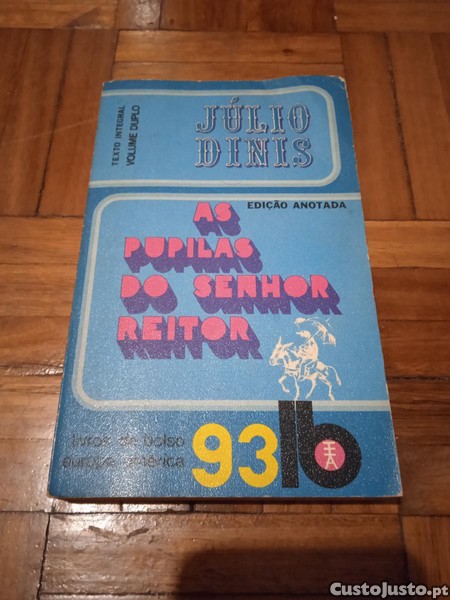 TEXTO INTEGRAL
VOLUME DUPLO
JÚLIO
DINIS
EDIÇÃO ANOTADA
AS
PUPILAS
DO SENHOR
REITOR
livros de bolso
europa-américa
93
lb
CustoJusto.pt